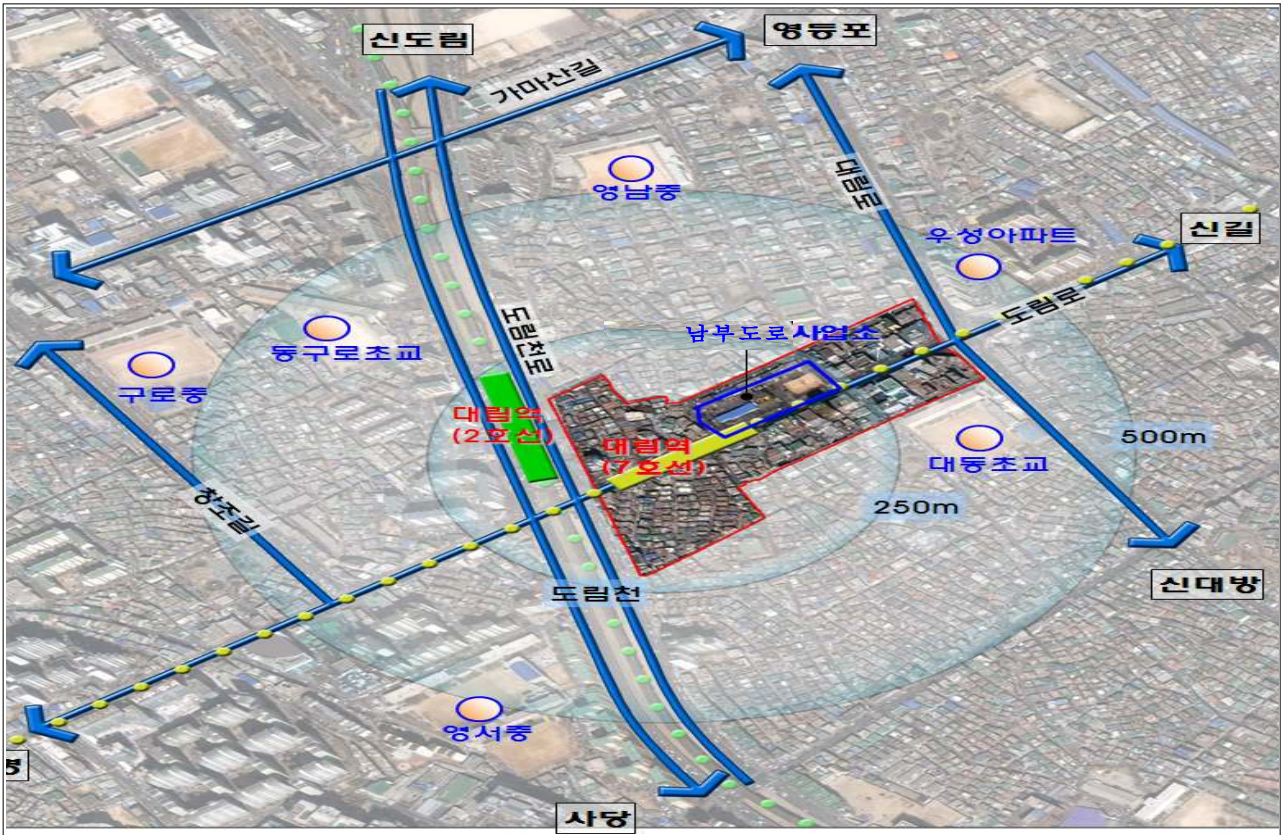 신도림
영등포
가마산길
영남중
대림로
우성아파트
신길
도림로
도림천로
남부도로사업소
동구로초교
구로중
대림역
(2호선)
대림역
(7호선)
대동초교
500m
250m
창조길
도림천
신대방
영서중
사당